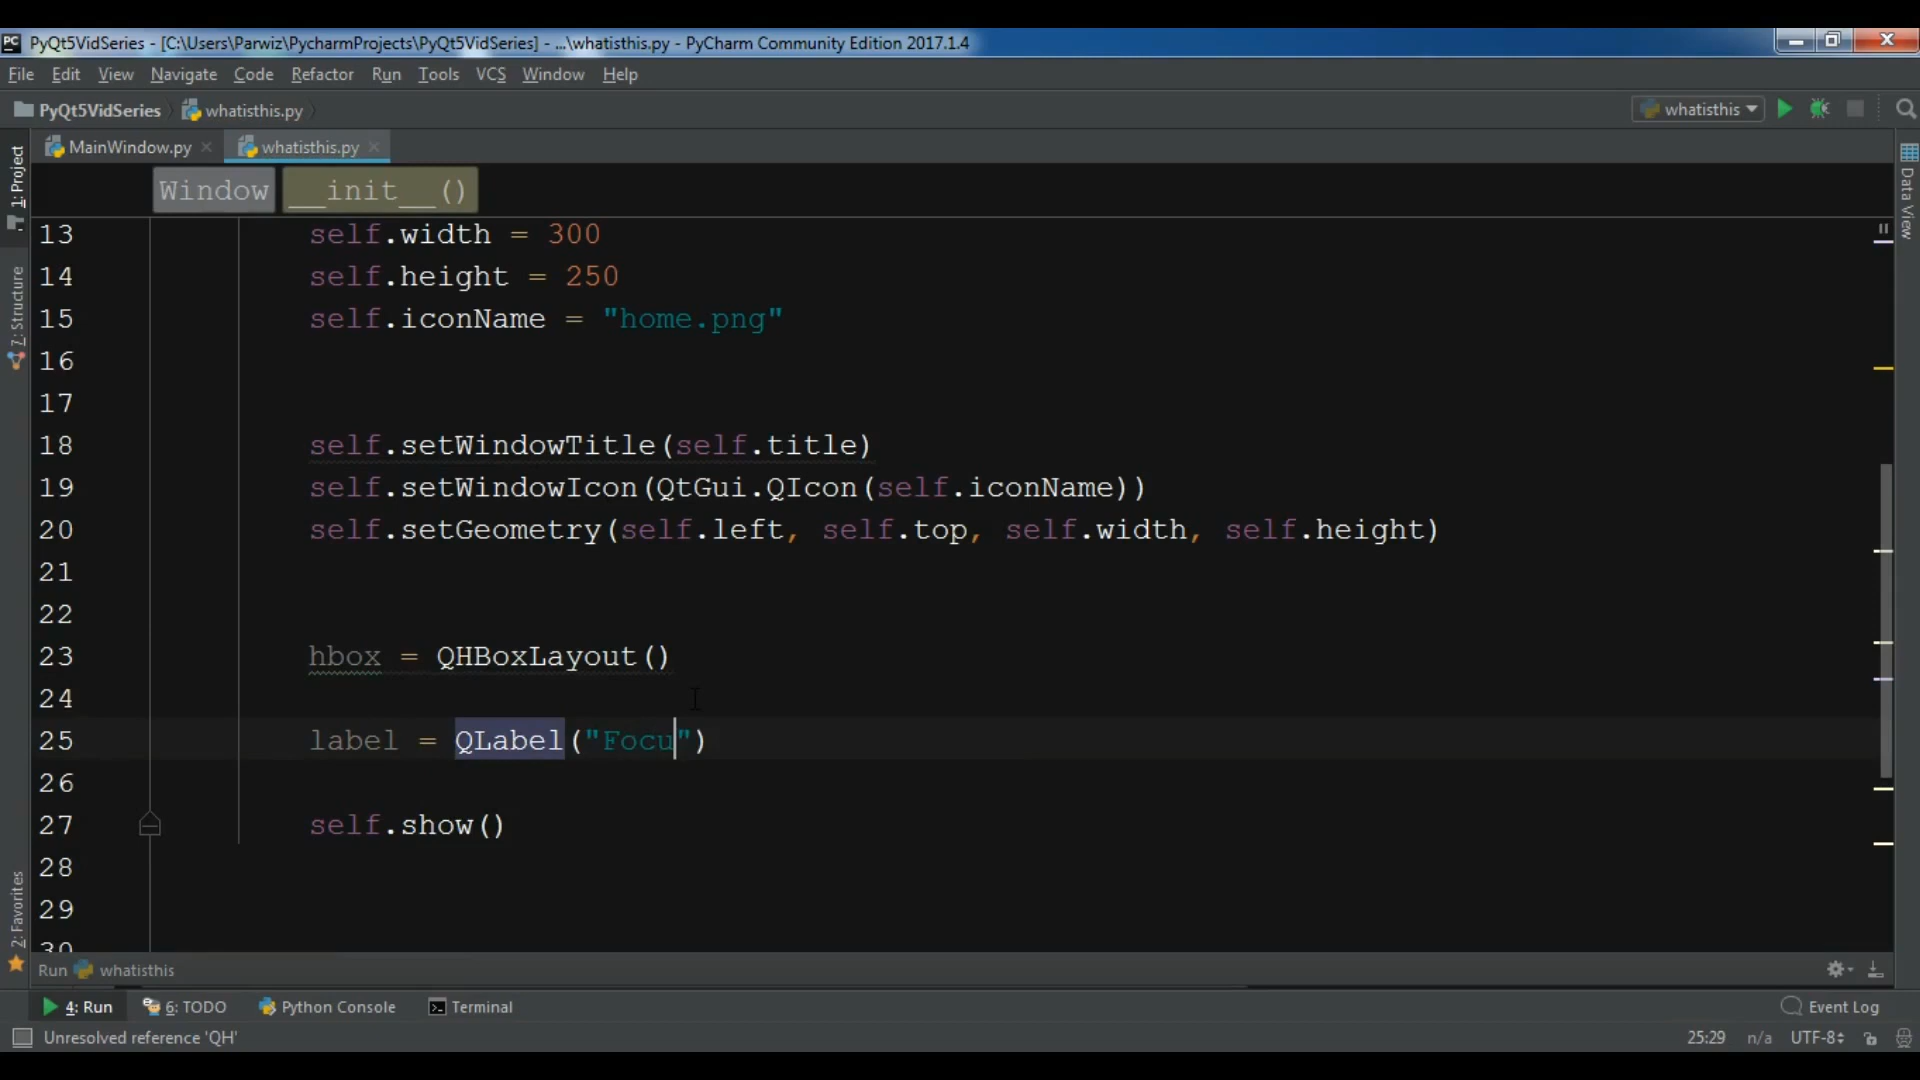 PyQt5VidSeries - [C:\Users\Parwiz\PycharmProjects\PyQt5VidSeries] - ...\whatisthis.py - PyCharm Community Edition 2017.1.4
File Edit View Navigate Code Refactor Run Tools VCS Window Help
PyQt5VidSeries whatisthis.py whatisthis
MainWindow.py whatisthis.py
Window __init__()
1: Project
7: Structure
2: Favorites
Data View
13 self.width = 300
14 self.height = 250
15 self.iconName = "home.png"
16
17
18 self.setWindowTitle(self.title)
19 self.setWindowIcon(QtGui.QIcon(self.iconName))
20 self.setGeometry(self.left, self.top, self.width, self.height)
21
22
23 hbox = QHBoxLayout()
24
25 label = QLabel("Focu")
26
27 self.show()
28
29
30
Run whatisthis
4: Run 6: TODO Python Console Terminal Event Log
Unresolved reference 'QH' 25:29 n/a UTF-8